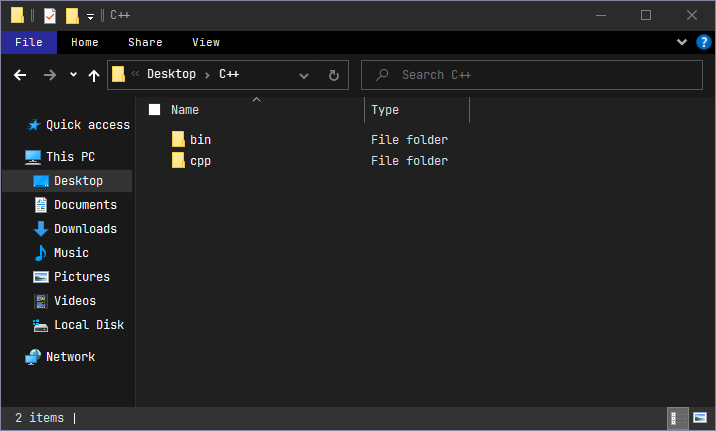 C++
File Home Share View
Desktop C++ Search C++
Name Type
Quick access
bin File folder
cpp File folder
This PC
Desktop
Documents
Downloads
Music
Pictures
Videos
Local Disk
Network
2 items